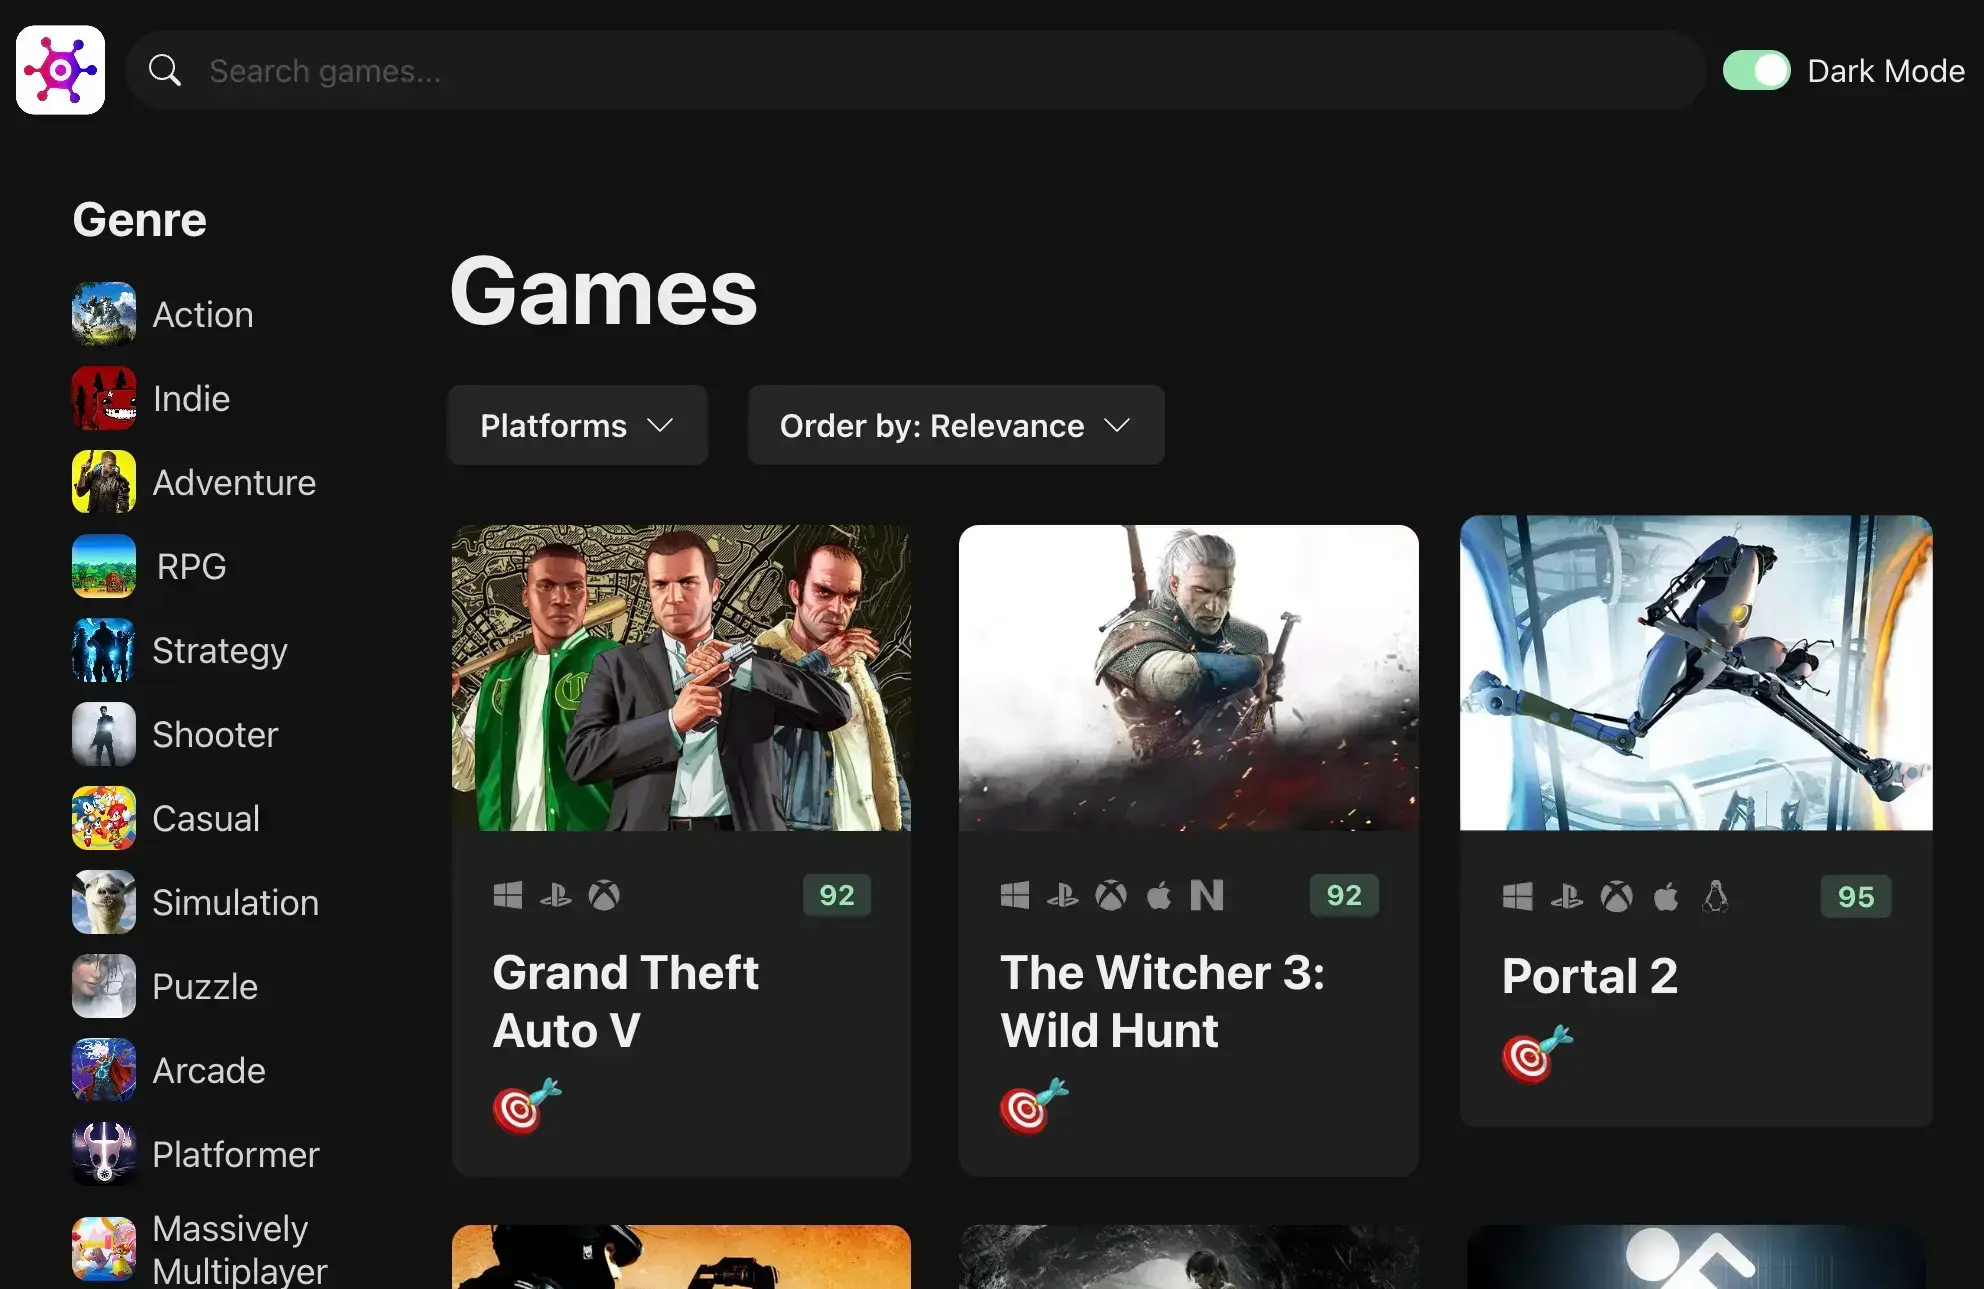 Search games...
Dark Mode
Genre
Action
Indie
Adventure
RPG
Strategy
Shooter
Casual
Simulation
Puzzle
Arcade
Platformer
Massively
Multiplayer
Games
Platforms
Order by: Relevance
92
Grand Theft
Auto V
92
The Witcher 3:
Wild Hunt
95
Portal 2